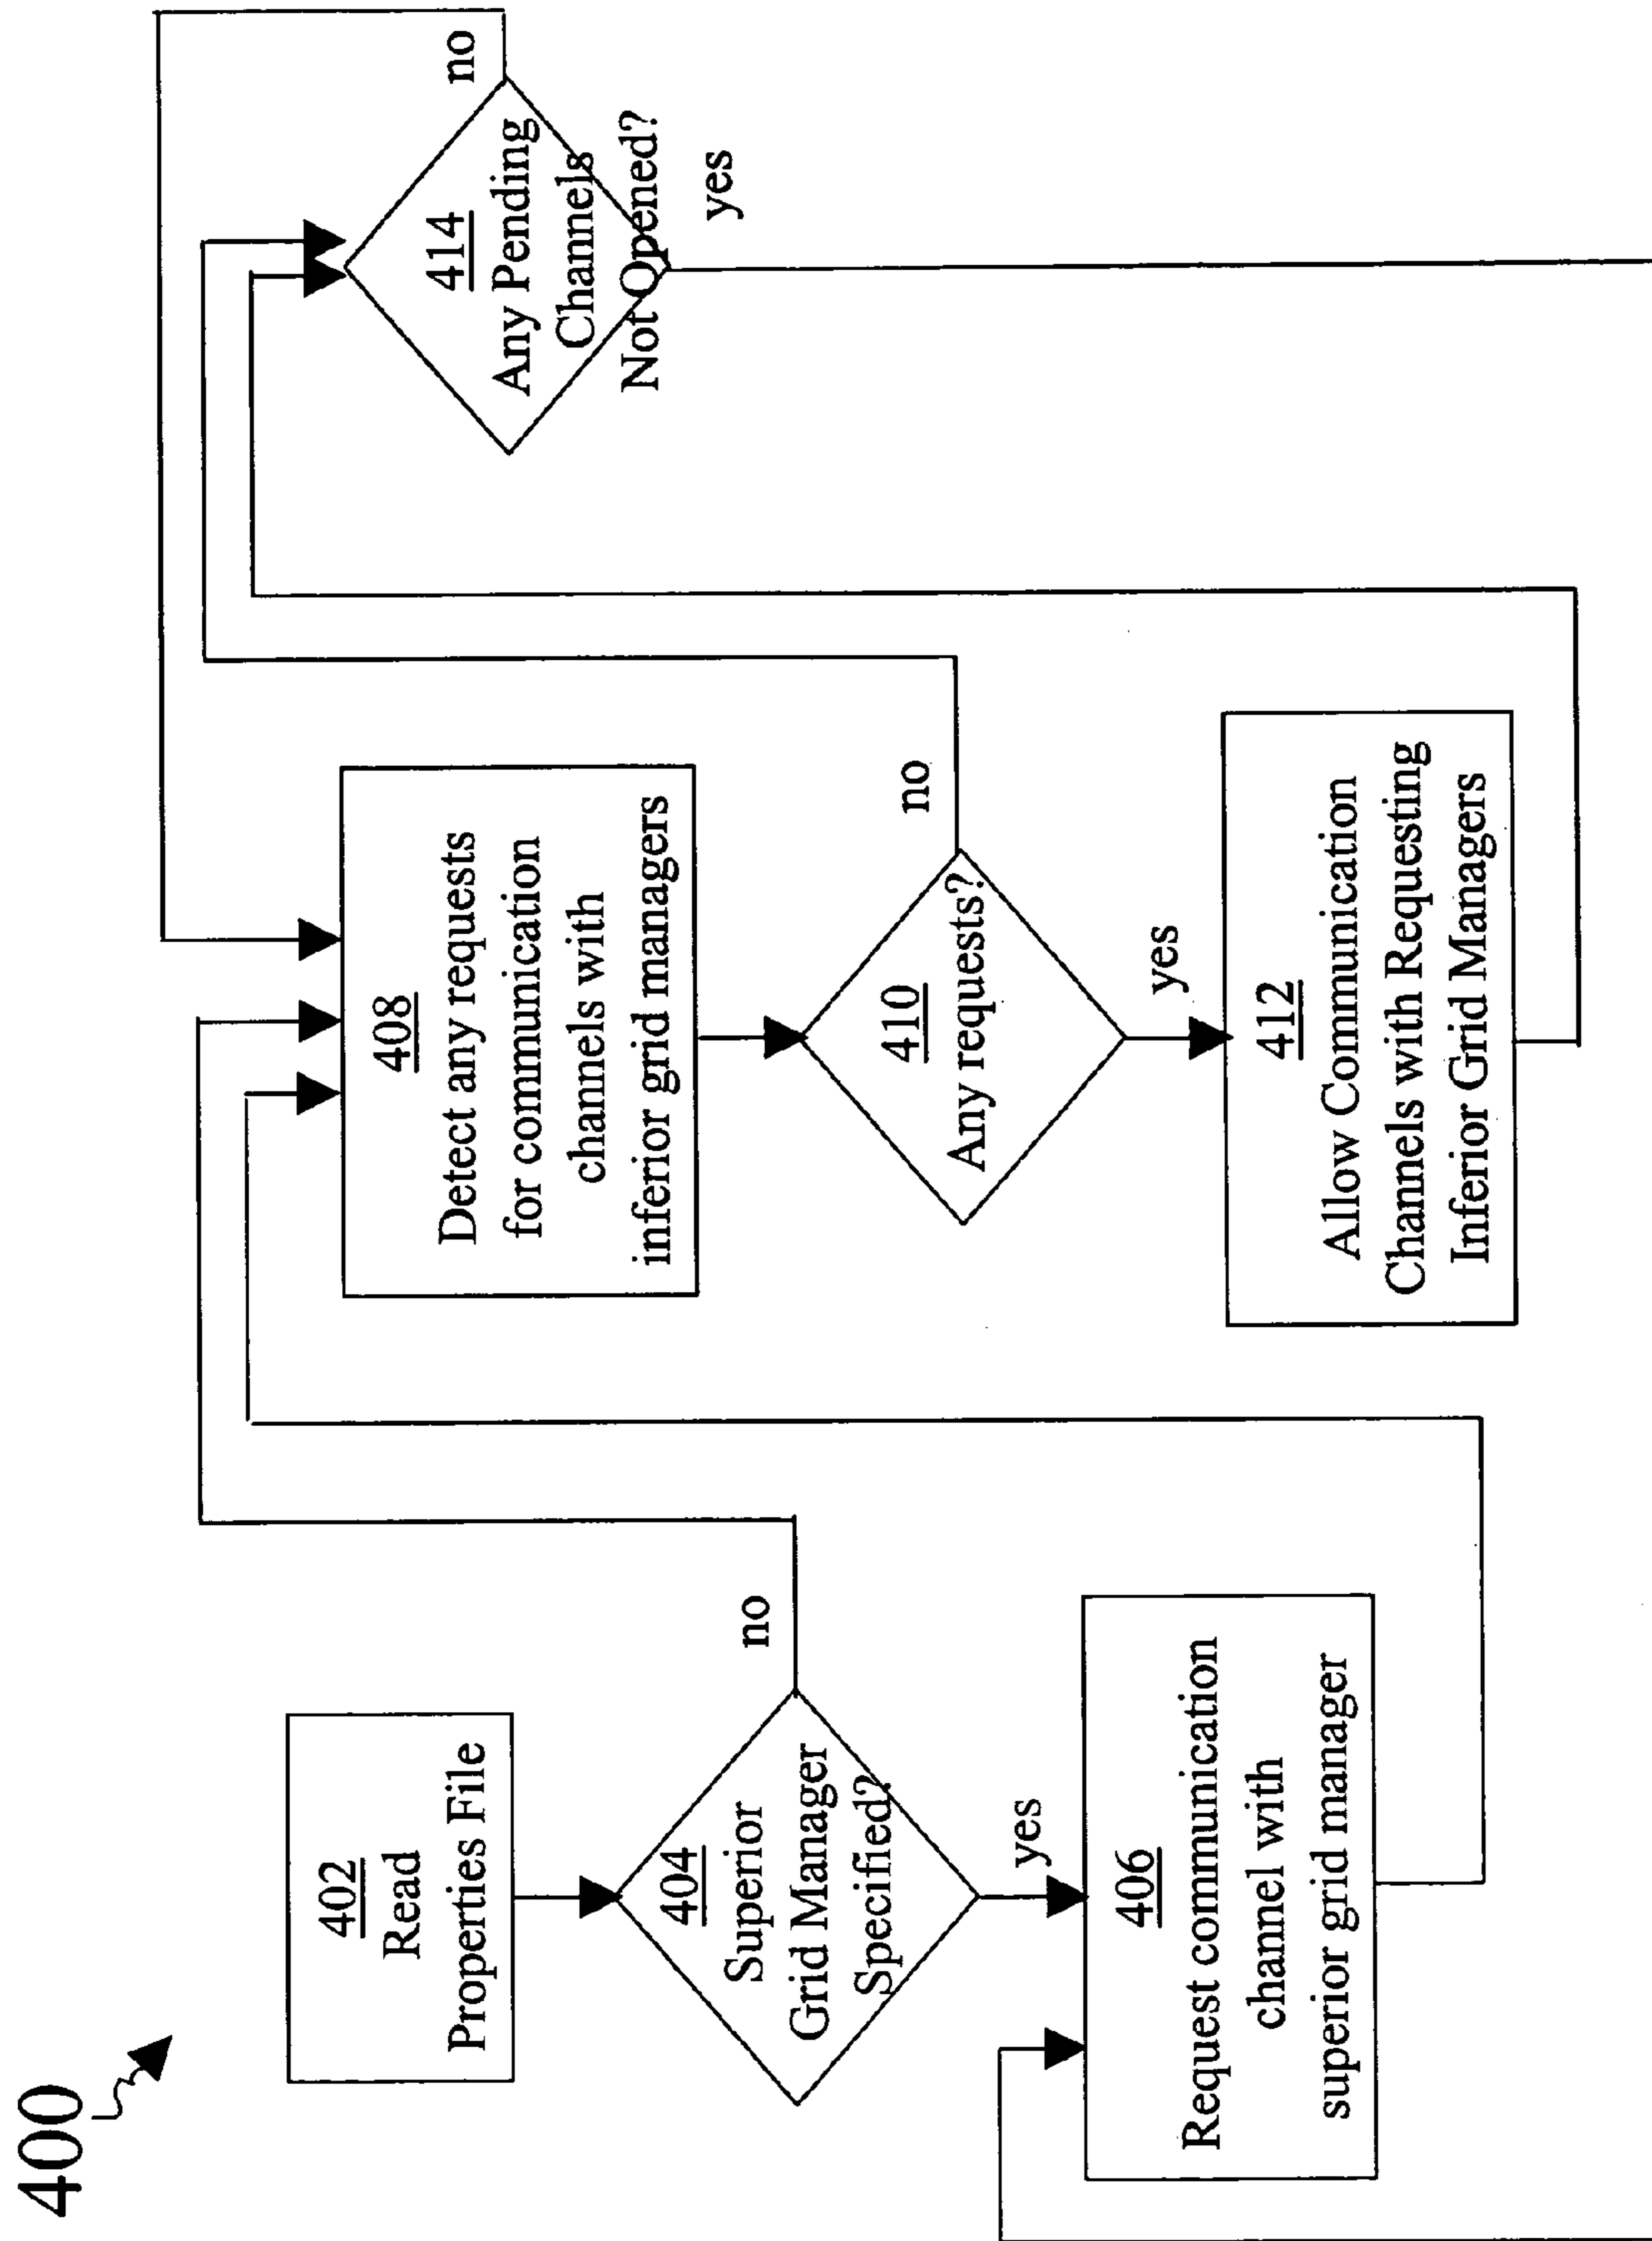 400
402
Read
Properties File
404
Superior
Grid Manager
Specified?
no
yes
406
Request communication
channel with
superior grid manager
408
Detect any requests
for communication
channels with
inferior grid managers
410
Any requests?
no
yes
412
Allow Communication
Channels with Requesting
Inferior Grid Managers
414
Any Pending
Channels
Not Opened?
no
yes